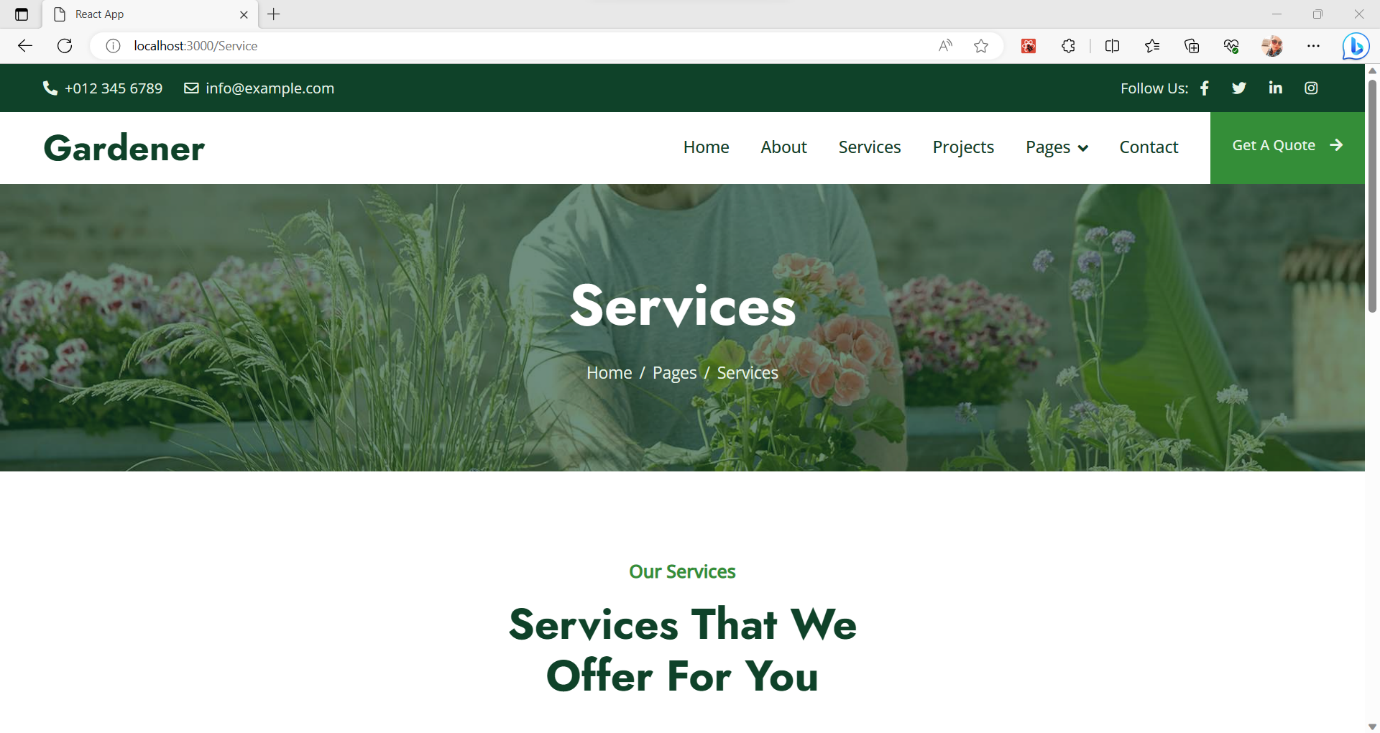 React App
localhost:3000/Service
+012 345 6789 info@example.com Follow Us:
Gardener Home About Services Projects Pages Contact Get A Quote
Services
Home / Pages / Services
Our Services
Services That We
Offer For You